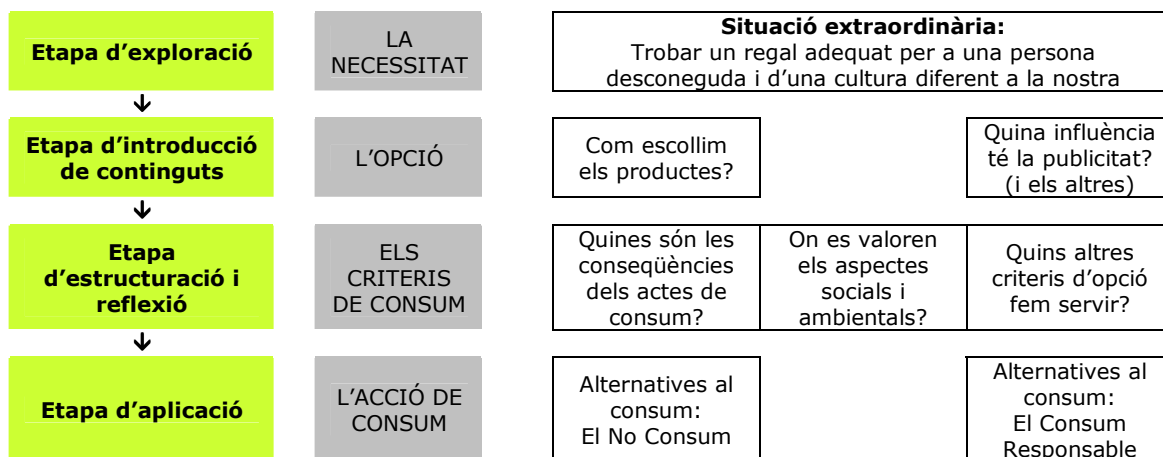 Etapa d’exploració
LA
NECESSITAT
Situació extraordinària:
Trobar un regal adequat per a una persona
desconeguda i d’una cultura diferent a la nostra
Etapa d’introducció
de continguts
L’OPCIÓ
Com escollim
els productes?
Quina influència
té la publicitat?
(i els altres)
Etapa
d’estructuració i
reflexió
ELS
CRITERIS
DE CONSUM
Quines són les
conseqüències
dels actes de
consum?
On es valoren
els aspectes
socials i
ambientals?
Quins altres
criteris d’opció
fem servir?
Etapa d’aplicació
L’ACCIÓ DE
CONSUM
Alternatives al
consum:
El No Consum
Alternatives al
consum:
El Consum
Responsable